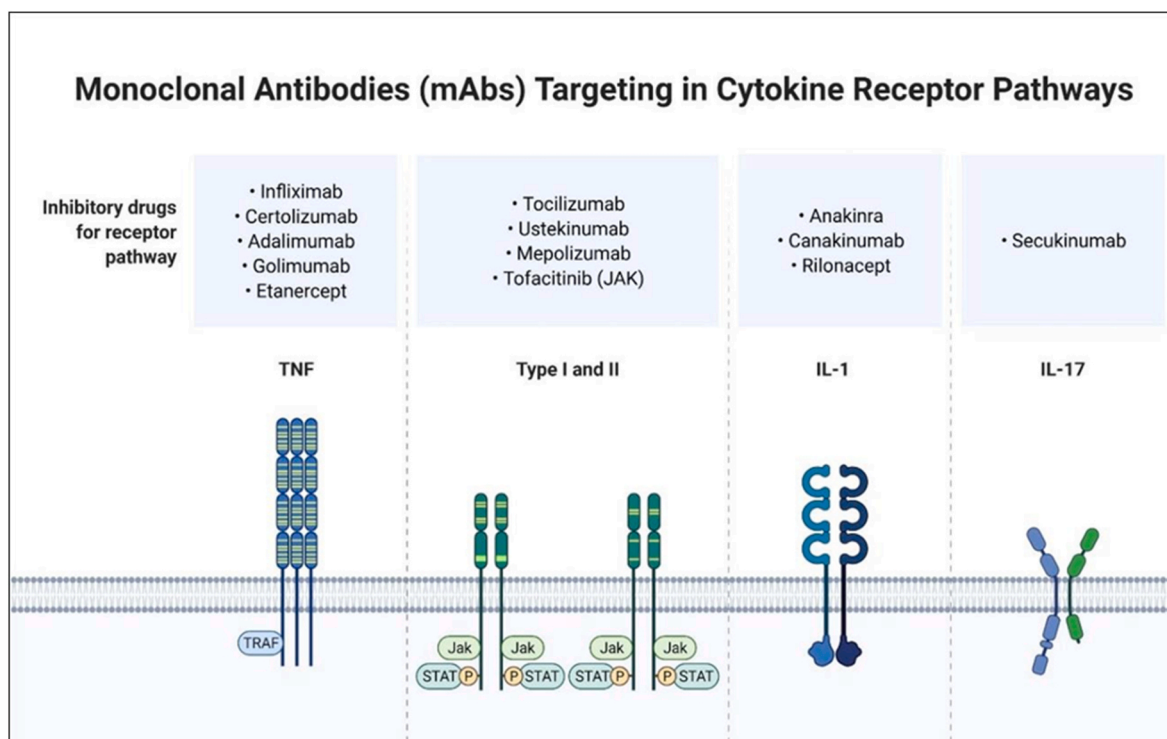 Monoclonal Antibodies (mAbs) Targeting in Cytokine Receptor Pathways
Inhibitory drugs
for receptor
pathway
• Infliximab
• Certolizumab
• Adalimumab
• Golimumab
• Etanercept
• Tocilizumab
• Ustekinumab
• Mepolizumab
• Tofacitinib (JAK)
• Anakinra
• Canakinumab
• Rilonacept
• Secukinumab
TNF
Type I and II
IL-1
IL-17
TRAF
Jak
Jak
Jak
Jak
STAT P
P STAT
STAT P
P STAT